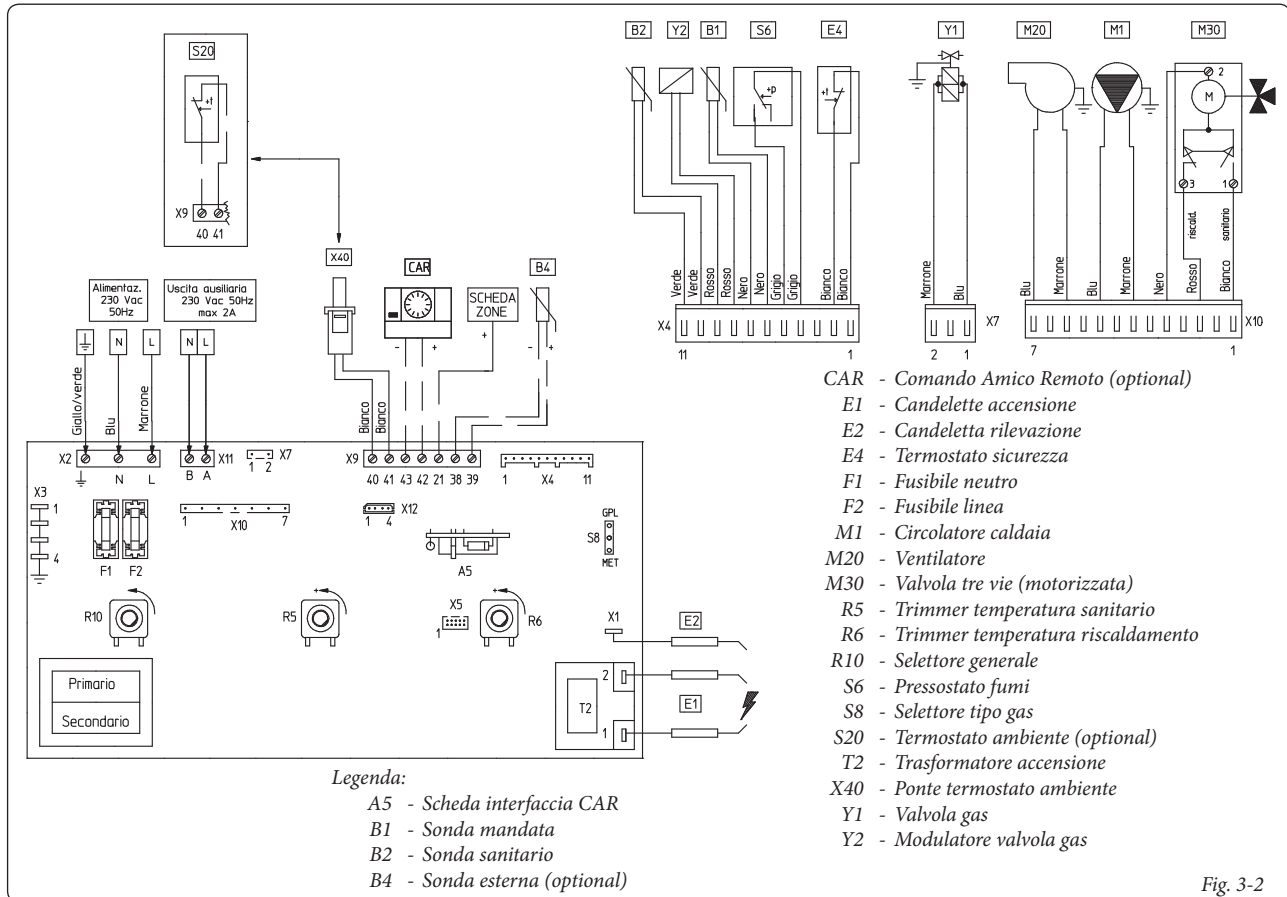 S20
+t
X9
40 41
B2
Y2
B1
S6
E4
Y1
M20
M1
M30
+p
+t
2
M
3
1
riscald.
sanitario
Verde
Verde
Rosso
Rosso
Nero
Nero
Grigio
Grigio
Bianco
Bianco
Marrone
Blu
Blu
Marrone
Blu
Marrone
Nero
Rosso
Bianco
X4
11
1
X7
2
1
X10
7
1
Alimentaz.
230 Vac
50Hz
Uscita ausiliaria
230 Vac 50Hz
max 2A
N
L
N
L
Giallo/verde
Blu
Marrone
X40
CAR
SCHEDA
ZONE
B4
- +
+
- +
Bianco
Bianco
X2
N
L
B A
X11
X7
1 2
X9
40 41 43 42 21 38 39
1
X4
11
X3
1
4
F1
F2
1
X10
7
X12
1 4
A5
GPL
S8
MET
R10
R5
+
X5
1
+
R6
X1
E2
Primario
Secondario
T2
2
1
E1
Legenda:
A5 - Scheda interfaccia CAR
B1 - Sonda mandata
B2 - Sonda sanitario
B4 - Sonda esterna (optional)
CAR - Comando Amico Remoto (optional)
E1 - Candelette accensione
E2 - Candeletta rilevazione
E4 - Termostato sicurezza
F1 - Fusibile neutro
F2 - Fusibile linea
M1 - Circolatore caldaia
M20 - Ventilatore
M30 - Valvola tre vie (motorizzata)
R5 - Trimmer temperatura sanitario
R6 - Trimmer temperatura riscaldamento
R10 - Selettore generale
S6 - Pressostato fumi
S8 - Selettore tipo gas
S20 - Termostato ambiente (optional)
T2 - Trasformatore accensione
X40 - Ponte termostato ambiente
Y1 - Valvola gas
Y2 - Modulatore valvola gas
Fig. 3-2